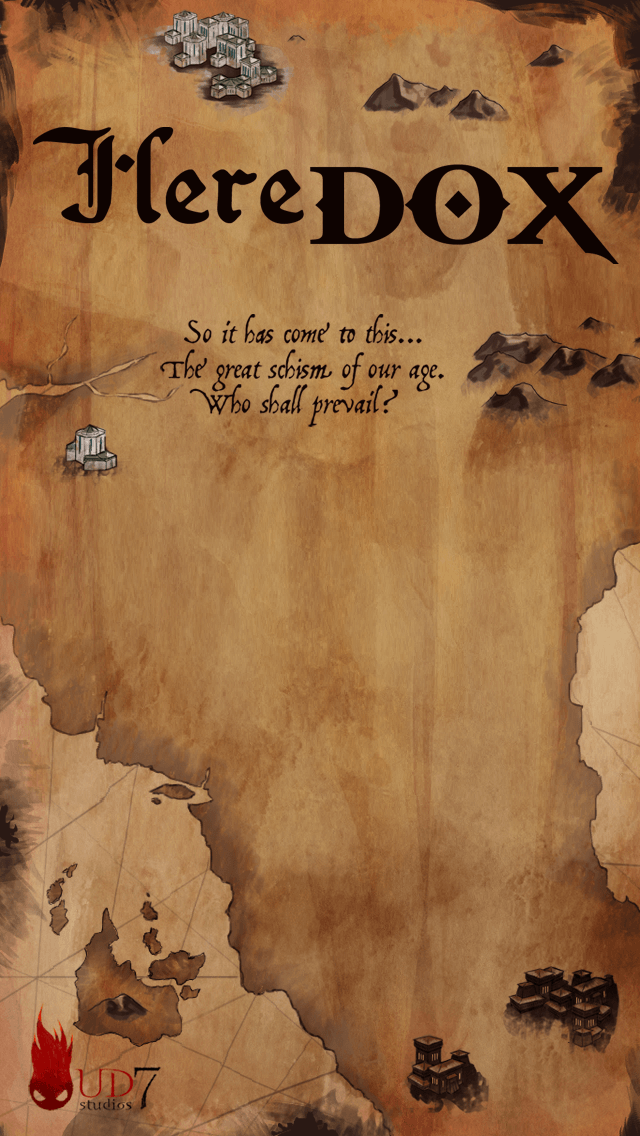 HereDOX
So it has come to this...
The great schism of our age.
Who shall prevail?
UD7
studios